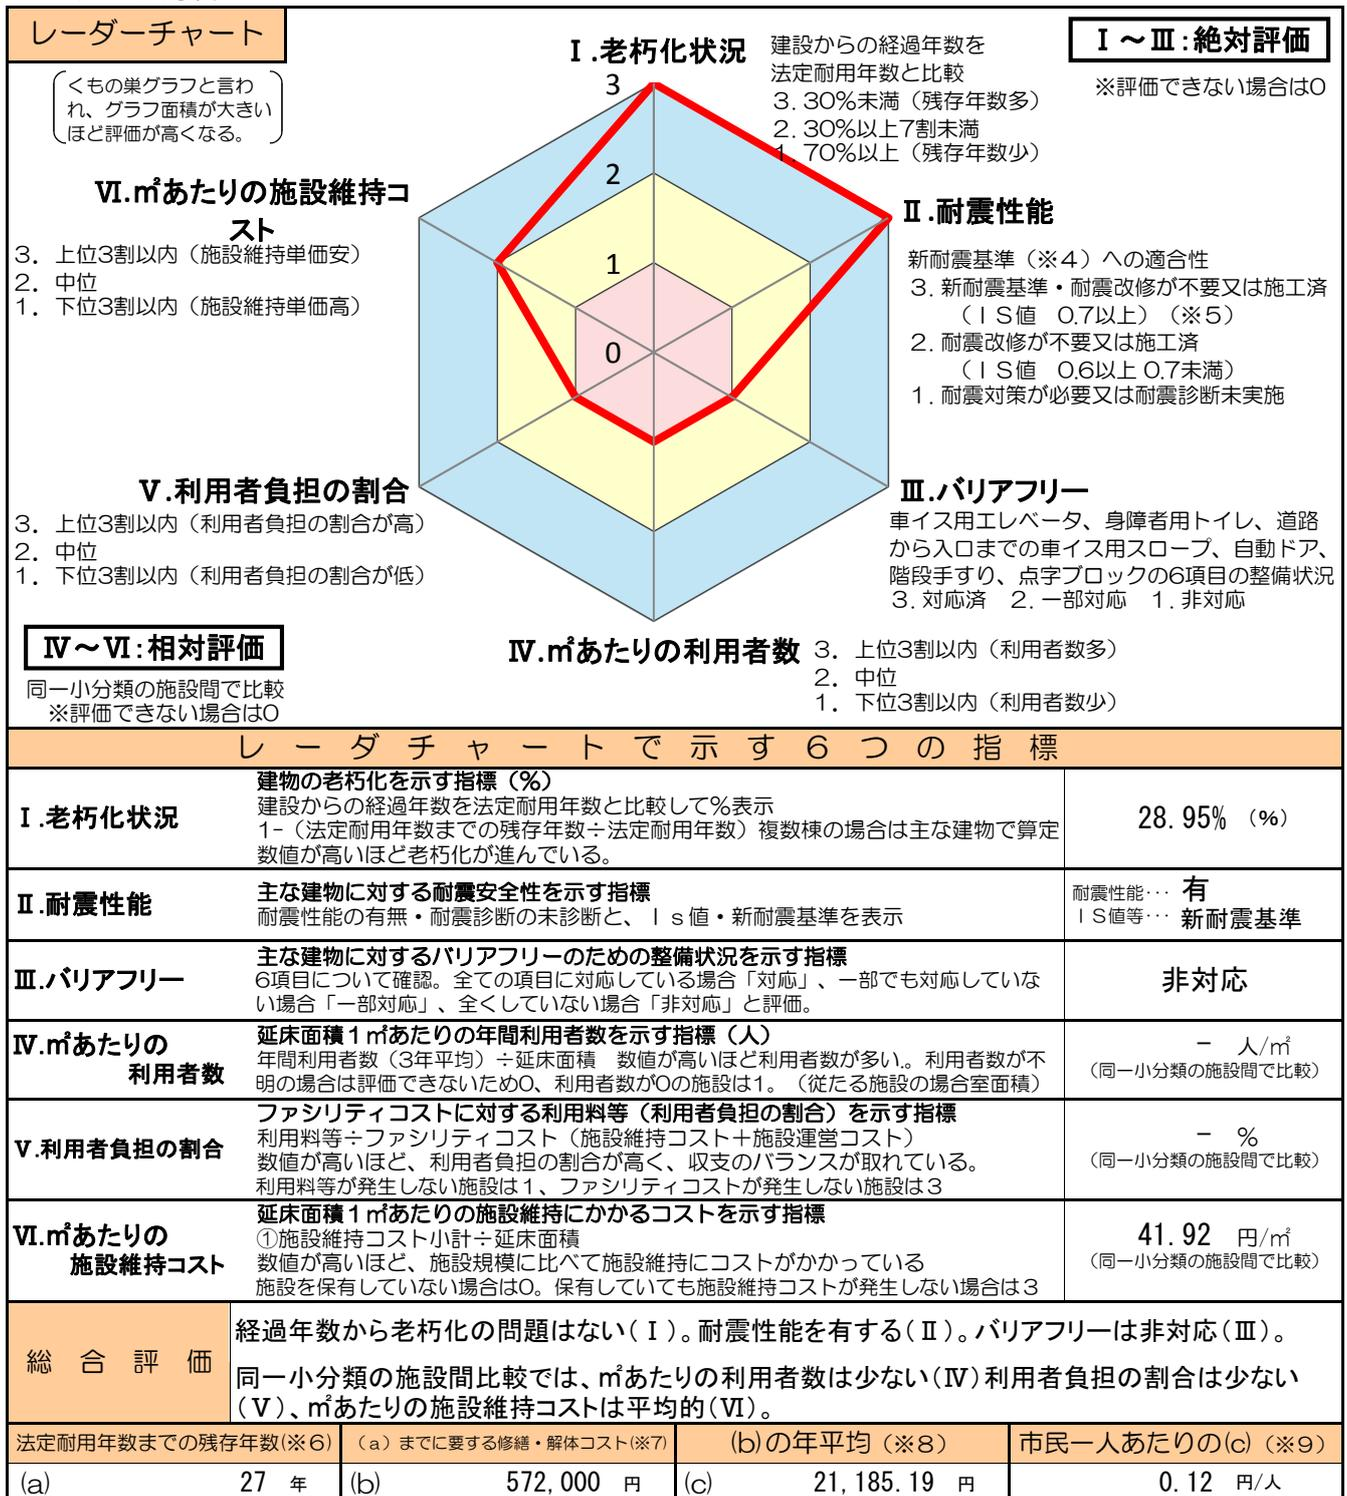 レーダーチャート
くもの巣グラフと言わ
れ、グラフ面積が大きい
ほど評価が高くなる。
Ⅰ.老朽化状況
建設からの経過年数を
法定耐用年数と比較
3. 30%未満（残存年数多）
2. 30%以上7割未満
1. 70%以上（残存年数少）
Ⅰ～Ⅲ:絶対評価
※評価できない場合は0
3
2
1
0
Ⅵ.㎡あたりの施設維持コ
スト
3. 上位3割以内（施設維持単価安）
2. 中位
1. 下位3割以内（施設維持単価高）
Ⅱ.耐震性能
新耐震基準（※4）への適合性
3. 新耐震基準・耐震改修が不要又は施工済
（ＩＳ値　0.7以上）（※5）
2. 耐震改修が不要又は施工済
（ＩＳ値　0.6以上 0.7未満）
1. 耐震対策が必要又は耐震診断未実施
Ⅴ.利用者負担の割合
3. 上位3割以内（利用者負担の割合が高）
2. 中位
1. 下位3割以内（利用者負担の割合が低）
Ⅲ.バリアフリー
車イス用エレベータ、身障者用トイレ、道路
から入口までの車イス用スロープ、自動ドア、
階段手すり、点字ブロックの6項目の整備状況
3. 対応済　2. 一部対応　1. 非対応
Ⅳ～Ⅵ:相対評価
同一小分類の施設間で比較
※評価できない場合は0
Ⅳ.㎡あたりの利用者数
3. 上位3割以内（利用者数多）
2. 中位
1. 下位3割以内（利用者数少）
レーダチャートで示す６つの指標
Ⅰ.老朽化状況
建物の老朽化を示す指標（%）
建設からの経過年数を法定耐用年数と比較して%表示
1-（法定耐用年数までの残存年数÷法定耐用年数）複数棟の場合は主な建物で算定
数値が高いほど老朽化が進んでいる。
28.95% （%）
Ⅱ.耐震性能
主な建物に対する耐震安全性を示す指標
耐震性能の有無・耐震診断の未診断と、Ｉｓ値・新耐震基準を表示
耐震性能･･･ 有
ＩＳ値等･･･ 新耐震基準
Ⅲ.バリアフリー
主な建物に対するバリアフリーのための整備状況を示す指標
6項目について確認。全ての項目に対応している場合「対応」、一部でも対応していな
い場合「一部対応」、全くしていない場合「非対応」と評価。
非対応
Ⅳ.㎡あたりの
利用者数
延床面積１㎡あたりの年間利用者数を示す指標（人）
年間利用者数（3年平均）÷延床面積　数値が高いほど利用者数が多い。利用者数が不
明の場合は評価できないため0、利用者数が0の施設は1。（従たる施設の場合室面積）
－ 人/㎡
（同一小分類の施設間で比較）
Ⅴ.利用者負担の割合
ファシリティコストに対する利用料等（利用者負担の割合）を示す指標
利用料等÷ファシリティコスト（施設維持コスト＋施設運営コスト）
数値が高いほど、利用者負担の割合が高く、収支のバランスが取れている。
利用料等が発生しない施設は１、ファシリティコストが発生しない施設は３
－ %
（同一小分類の施設間で比較）
Ⅵ.㎡あたりの
施設維持コスト
延床面積１㎡あたりの施設維持にかかるコストを示す指標
①施設維持コスト小計÷延床面積
数値が高いほど、施設規模に比べて施設維持にコストがかかっている
施設を保有していない場合は0。保有していても施設維持コストが発生しない場合は3
41.92 円/㎡
（同一小分類の施設間で比較）
総合評価
経過年数から老朽化の問題はない(Ⅰ)。耐震性能を有する(Ⅱ)。バリアフリーは非対応(Ⅲ)。
同一小分類の施設間比較では、㎡あたりの利用者数は少ない(Ⅳ)利用者負担の割合は少ない
(Ⅴ)、㎡あたりの施設維持コストは平均的(Ⅵ)。
法定耐用年数までの残存年数(※6)
（a）までに要する修繕・解体コスト(※7)
(b)の年平均（※8）
市民一人あたりの(c)（※9）
(a) 27 年
(b) 572,000 円
(c) 21,185.19 円
0.12 円/人